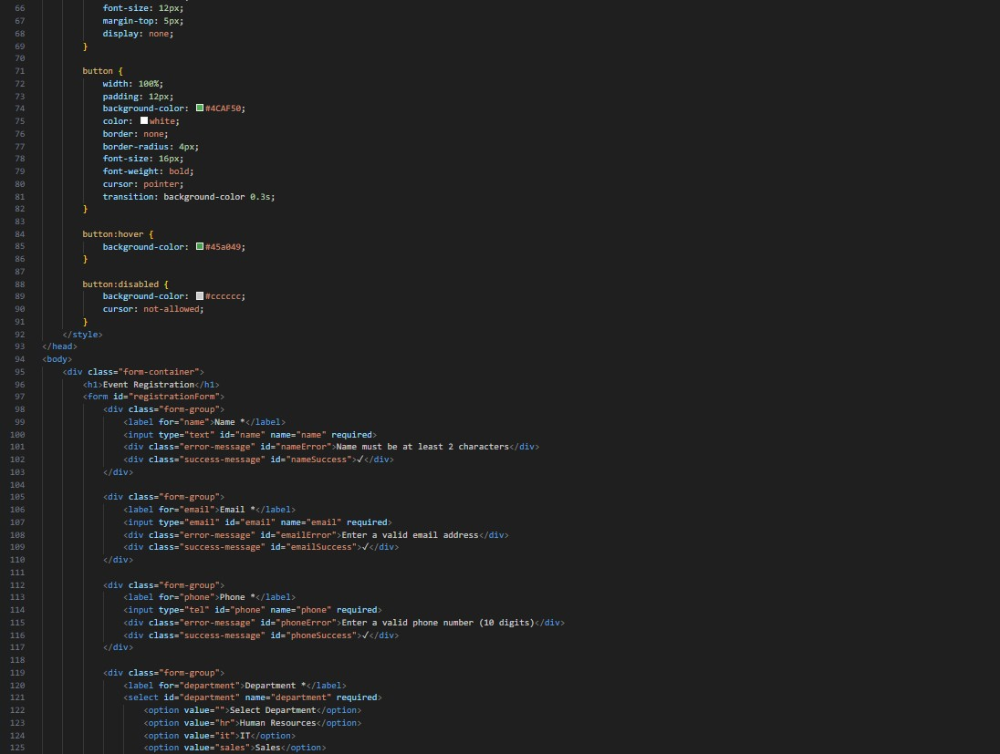 66 font-size: 12px;
67 margin-top: 5px;
68 display: none;
69 }
70
71 button {
72 width: 100%;
73 padding: 12px;
74 background-color: #4CAF50;
75 color: white;
76 border: none;
77 border-radius: 4px;
78 font-size: 16px;
79 font-weight: bold;
80 cursor: pointer;
81 transition: background-color 0.3s;
82 }
83
84 button:hover {
85 background-color: #45a049;
86 }
87
88 button:disabled {
89 background-color: #cccccc;
90 cursor: not-allowed;
91 }
92 </style>
93 </head>
94 <body>
95 <div class="form-container">
96 <h1>Event Registration</h1>
97 <form id="registrationForm">
98 <div class="form-group">
99 <label for="name">Name *</label>
100 <input type="text" id="name" name="name" required>
101 <div class="error-message" id="nameError">Name must be at least 2 characters</div>
102 <div class="success-message" id="nameSuccess">✓</div>
103 </div>
104
105 <div class="form-group">
106 <label for="email">Email *</label>
107 <input type="email" id="email" name="email" required>
108 <div class="error-message" id="emailError">Enter a valid email address</div>
109 <div class="success-message" id="emailSuccess">✓</div>
110 </div>
111
112 <div class="form-group">
113 <label for="phone">Phone *</label>
114 <input type="tel" id="phone" name="phone" required>
115 <div class="error-message" id="phoneError">Enter a valid phone number (10 digits)</div>
116 <div class="success-message" id="phoneSuccess">✓</div>
117 </div>
118
119 <div class="form-group">
120 <label for="department">Department *</label>
121 <select id="department" name="department" required>
122 <option value="">Select Department</option>
123 <option value="hr">Human Resources</option>
124 <option value="it">IT</option>
125 <option value="sales">Sales</option>